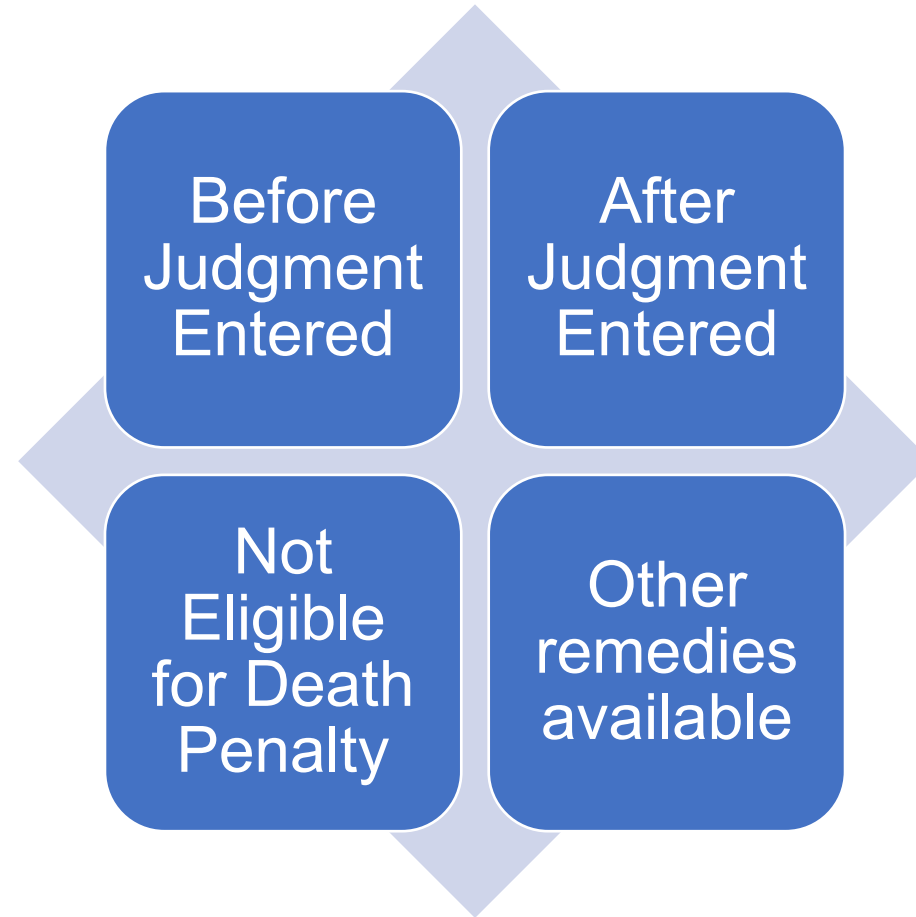 Before
Judgment
Entered
After
Judgment
Entered
Not
Eligible
for Death
Penalty
Other
remedies
available